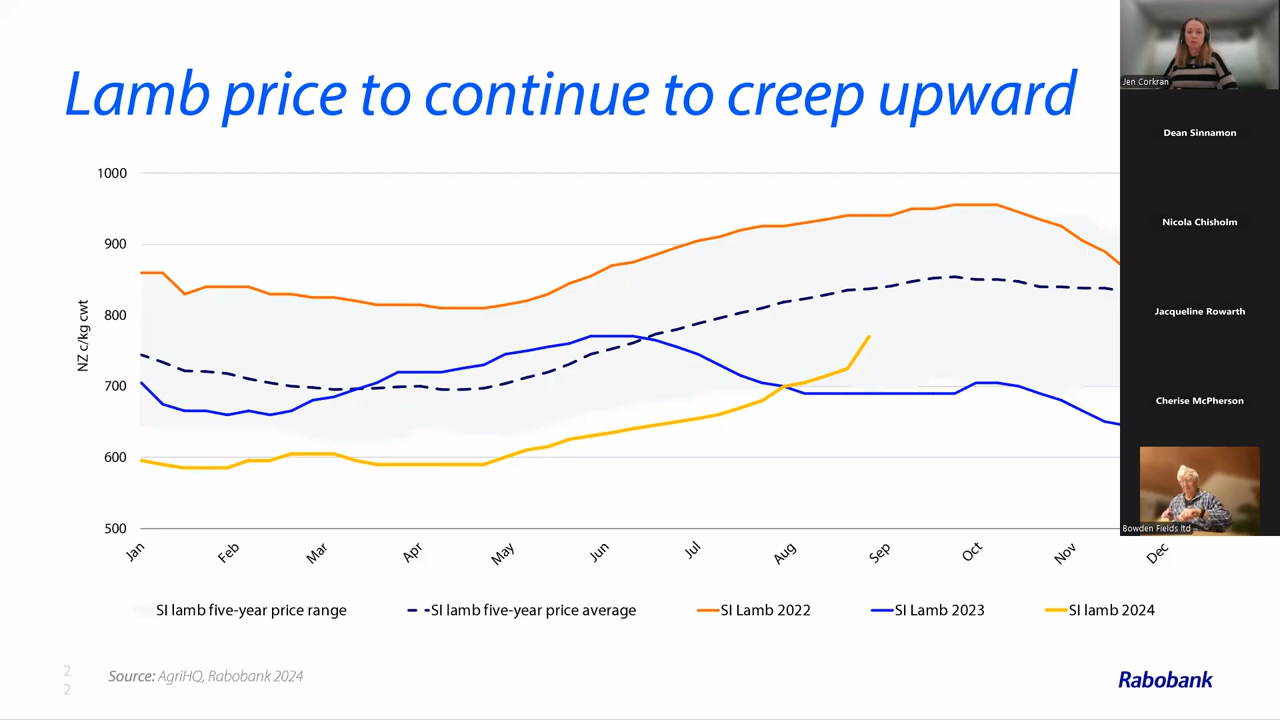 Lamb price to continue to creep upward
1000
900
800
700
600
500
NZ c/kg cwt
Jan
Feb
Mar
Apr
May
Jun
Jul
Aug
Sep
Oct
Nov
Dec
SI lamb five-year price range
SI lamb five-year price average
SI Lamb 2022
SI Lamb 2023
SI lamb 2024
2
2
Source: AgriHQ, Rabobank 2024
Rabobank
Jen Corkran
Dean Sinnamon
Nicola Chisholm
Jacqueline Rowarth
Cherise McPherson
Bowden Fields ltd